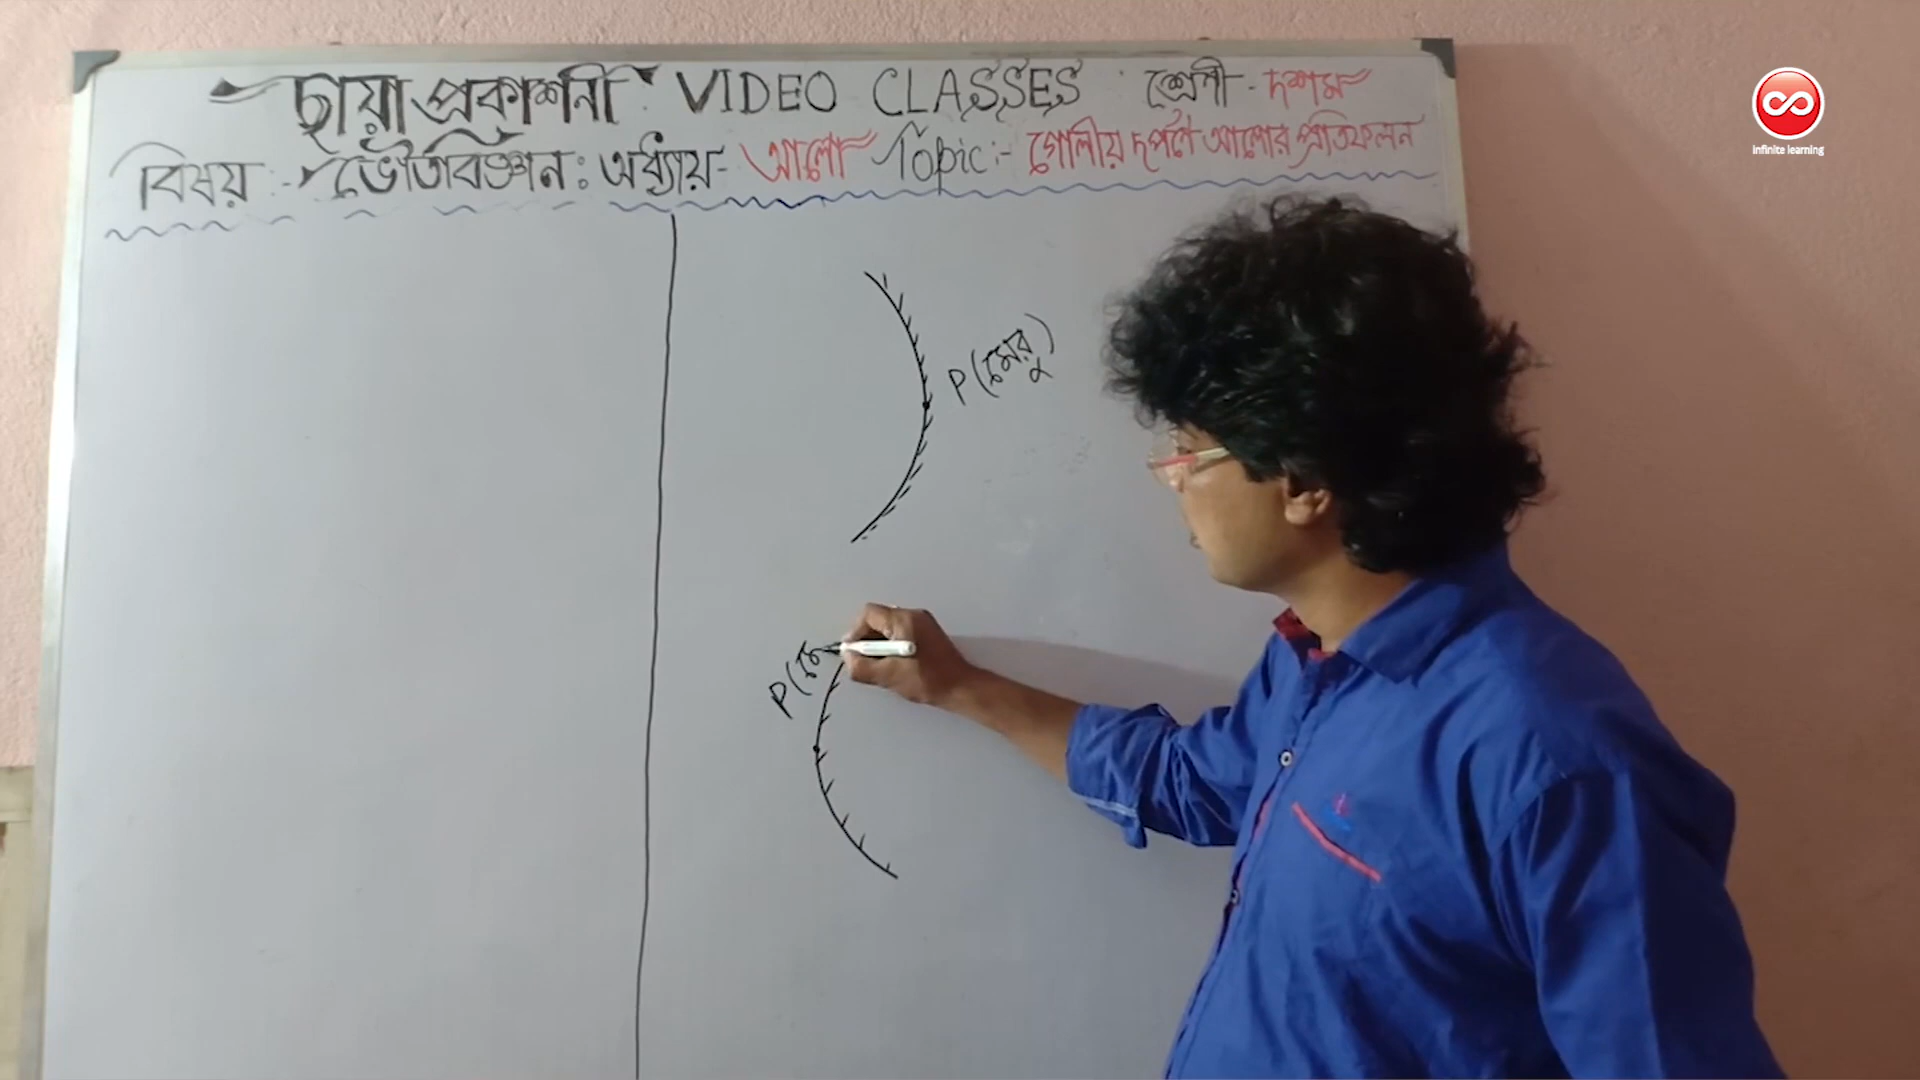 ছায়া প্রকাশনী VIDEO CLASSES শ্রেণী - দশম
বিষয় :- ভৌতবিজ্ঞান : অধ্যায়- আলো Topic :- গোলীয় দর্পণে আলোর প্রতিফলন
P (মেরু)
P (মে
infinite learning